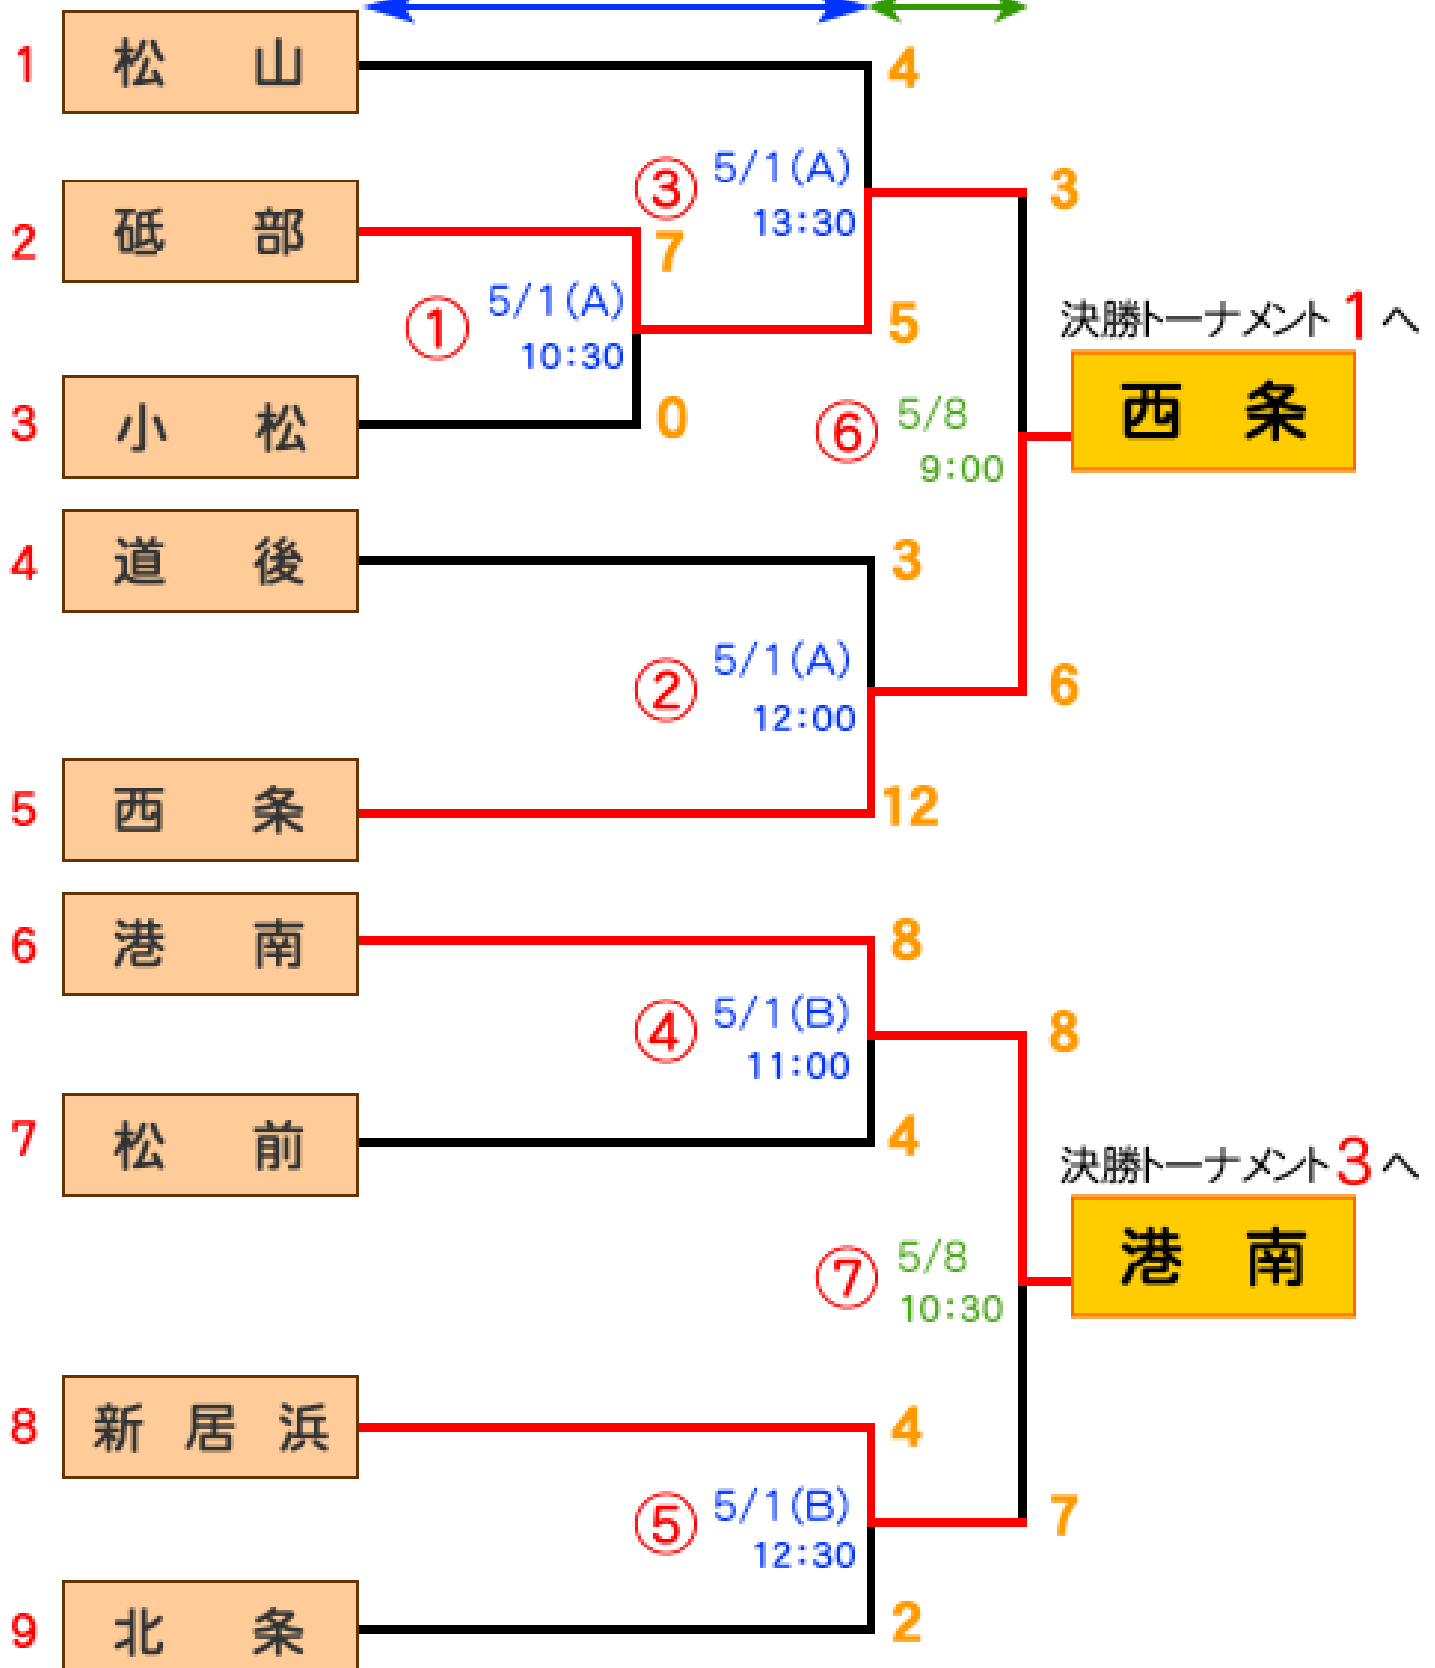 1 松 山 4
③ 5/1(A) 3
13:30
2 砥 部 7
① 5/1(A) 5
10:30
決勝トーナメント 1 へ
西 条
3 小 松 0
⑥ 5/8
9:00
4 道 後 3
② 5/1(A) 6
12:00
5 西 条 12
6 港 南 8
④ 5/1(B) 8
11:00
7 松 前 4
決勝トーナメント 3 へ
港 南
⑦ 5/8
10:30
8 新 居 浜 4
⑤ 5/1(B) 7
12:30
9 北 条 2